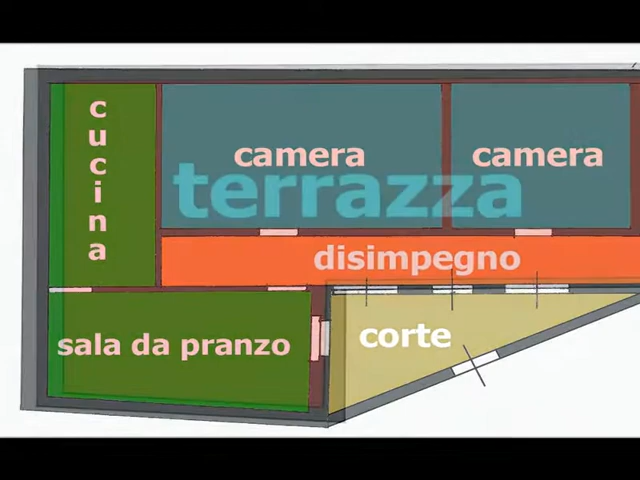 cucina
camera
camera
terrazza
disimpegno
sala da pranzo
corte